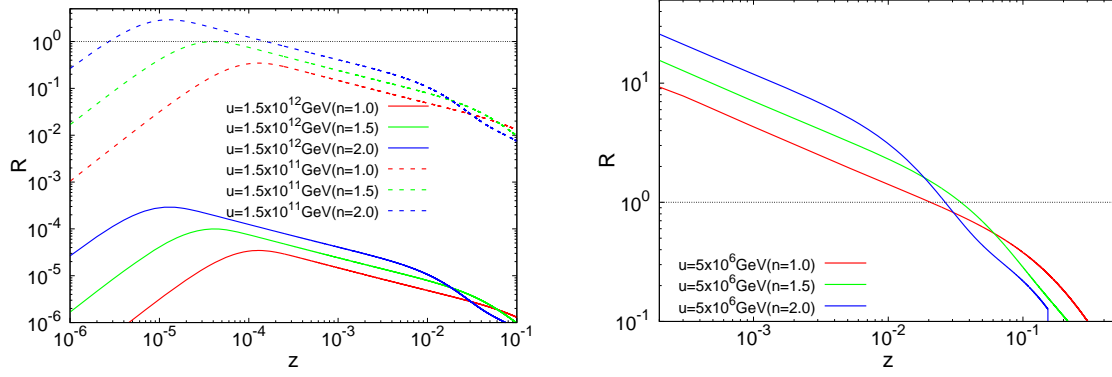 10^1
10^0
10^-1
10^-2
10^-3
10^-4
10^-5
10^-6
R
u=1.5x10^12GeV(n=1.0)
u=1.5x10^12GeV(n=1.5)
u=1.5x10^12GeV(n=2.0)
u=1.5x10^11GeV(n=1.0)
u=1.5x10^11GeV(n=1.5)
u=1.5x10^11GeV(n=2.0)
10^-6 10^-5 10^-4 10^-3 10^-2 10^-1
z
10^1
10^0
10^-1
R
u=5x10^6GeV(n=1.0)
u=5x10^6GeV(n=1.5)
u=5x10^6GeV(n=2.0)
10^-3 10^-2 10^-1
z